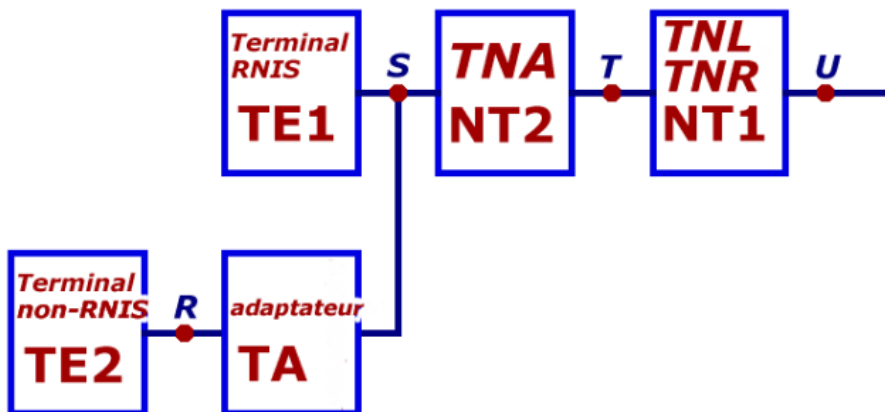 Terminal
RNIS
TE1
S
TNA
NT2
T
TNL
TNR
NT1
U
Terminal
non-RNIS
TE2
R
adaptateur
TA